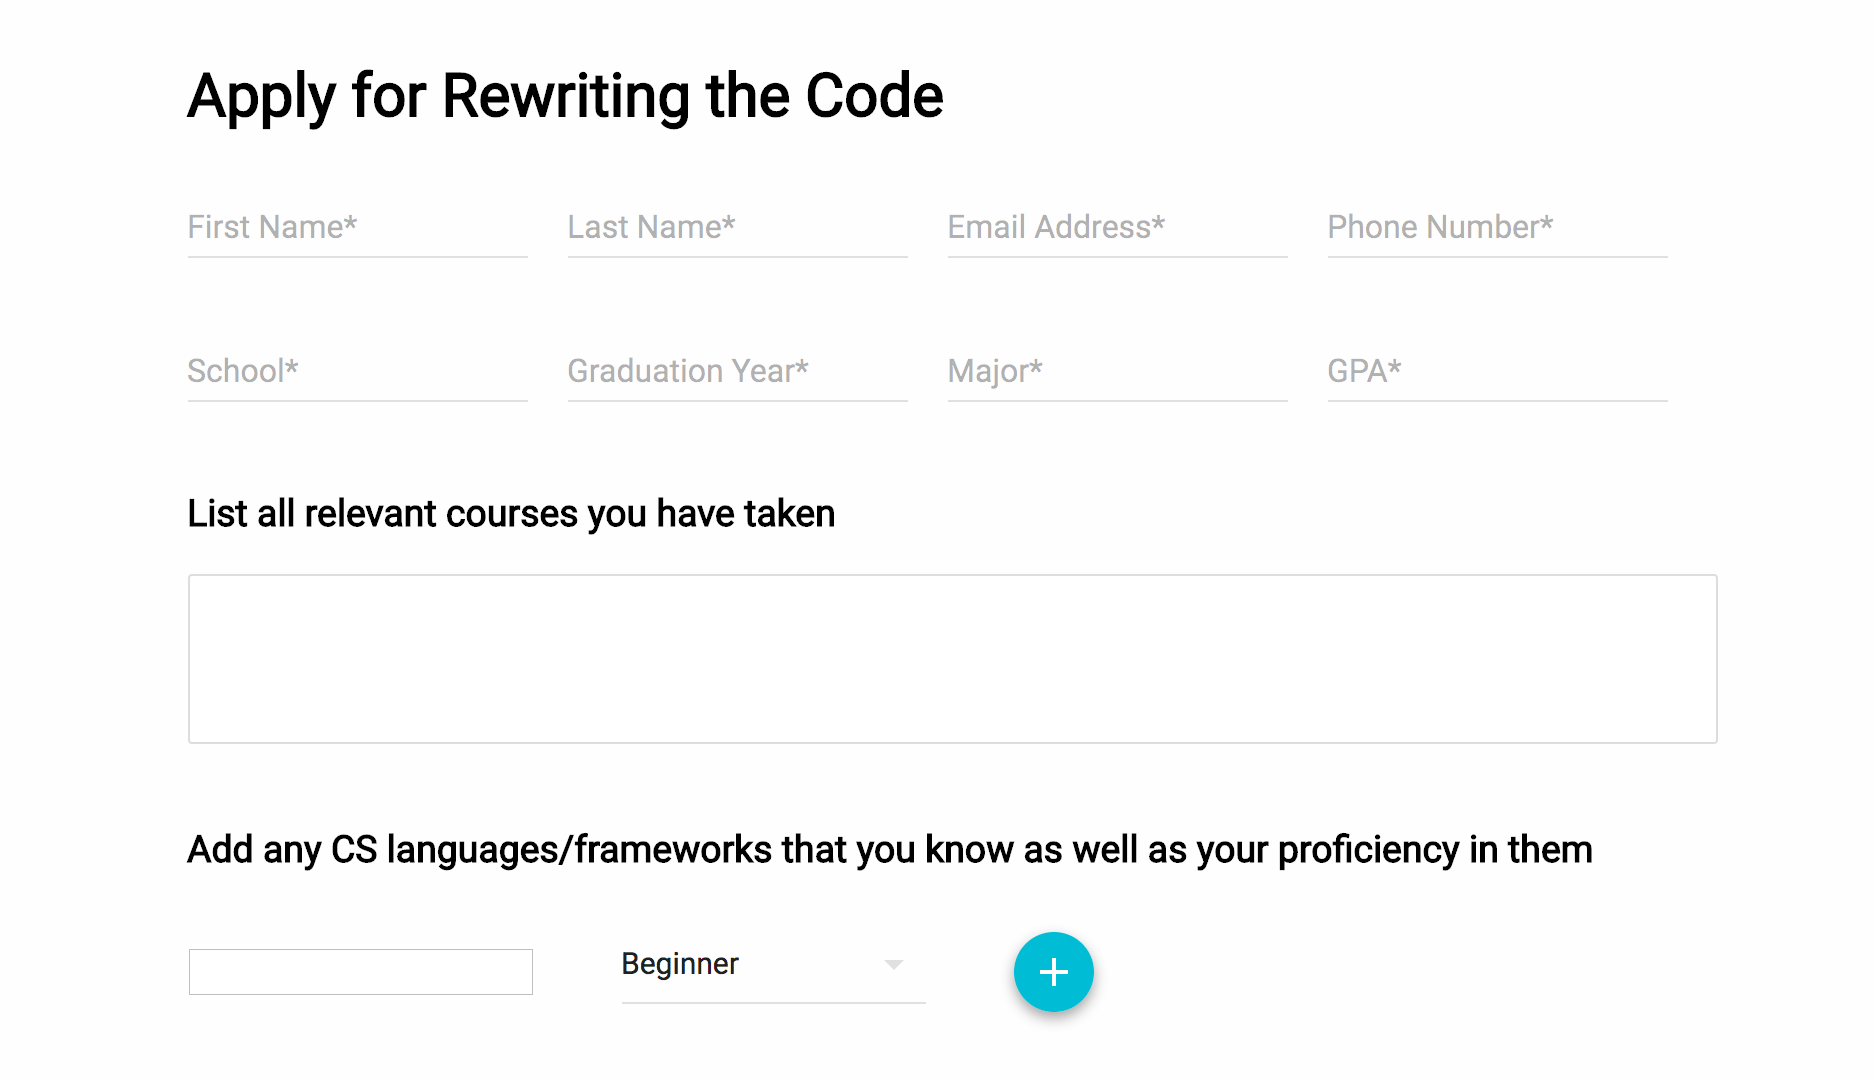 Apply for Rewriting the Code
First Name* Last Name* Email Address* Phone Number*
School* Graduation Year* Major* GPA*
List all relevant courses you have taken
Add any CS languages/frameworks that you know as well as your proficiency in them
Beginner